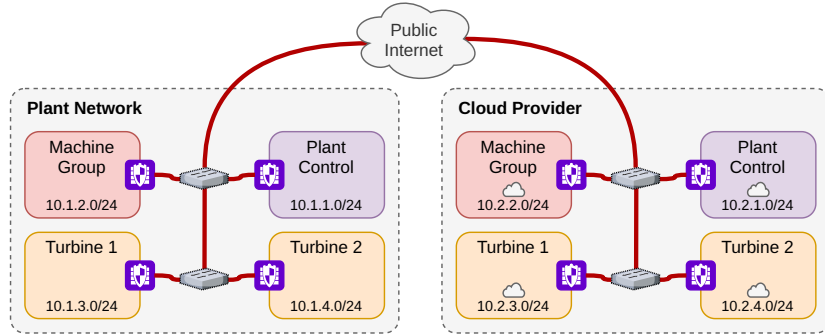 Public
Internet
Plant Network
Machine
Group
10.1.2.0/24
Plant
Control
10.1.1.0/24
Turbine 1
10.1.3.0/24
Turbine 2
10.1.4.0/24
Cloud Provider
Machine
Group
10.2.2.0/24
Plant
Control
10.2.1.0/24
Turbine 1
10.2.3.0/24
Turbine 2
10.2.4.0/24